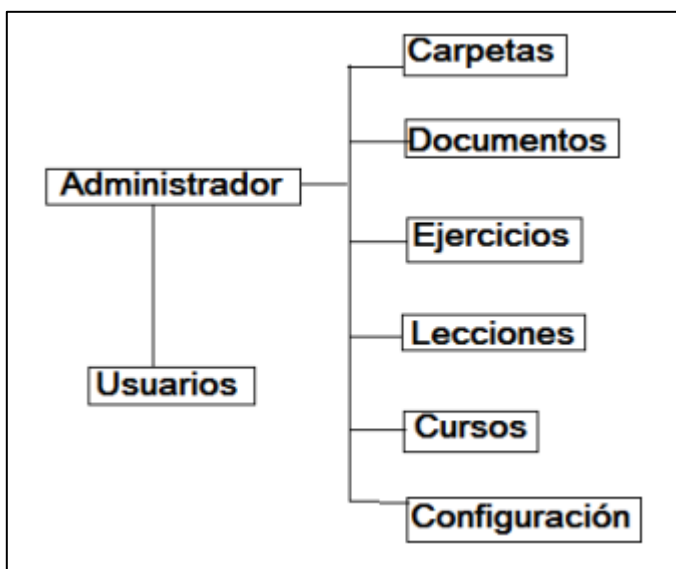 Carpetas
Documentos
Administrador
Ejercicios
Lecciones
Usuarios
Cursos
Configuración